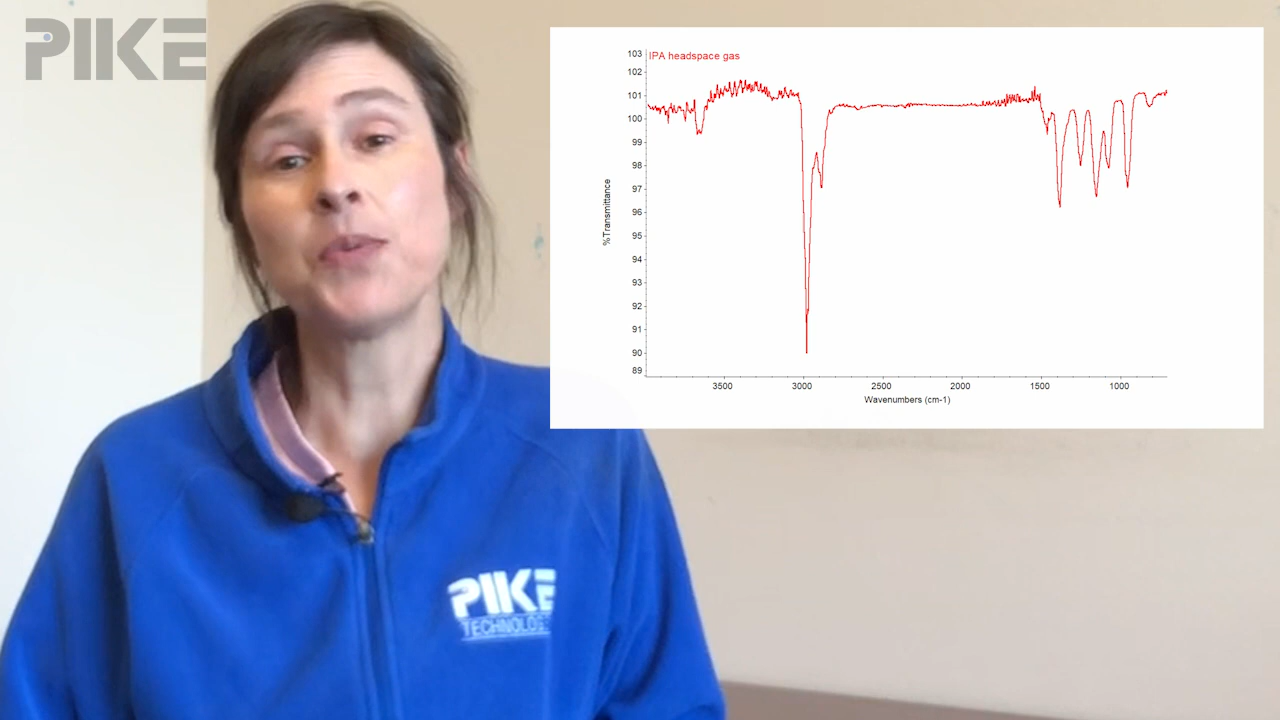 PIKE
IPA headspace gas
103
102
101
100
99
98
97
96
95
94
93
92
91
90
89
%Transmittance
3500 3000 2500 2000 1500 1000
Wavenumbers (cm-1)
PIKE
TECHNOLOG